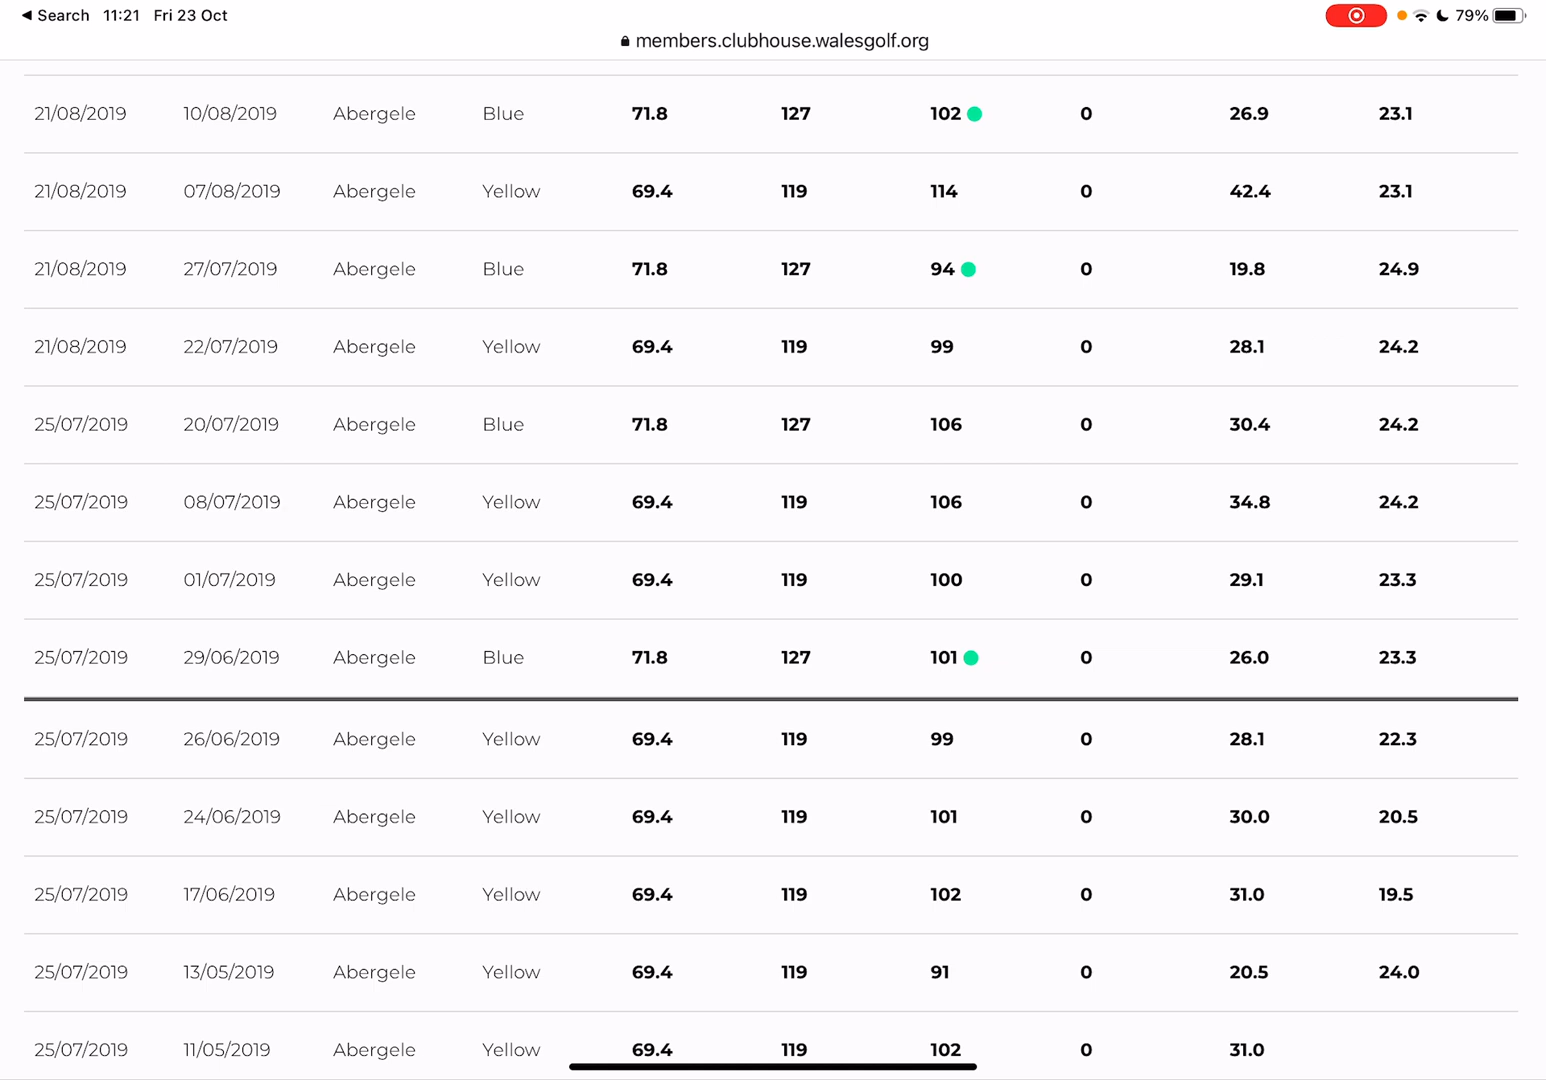 ◀ Search 11:21 Fri 23 Oct 79%
members.clubhouse.walesgolf.org
21/08/2019 10/08/2019 Abergele Blue 71.8 127 102 0 26.9 23.1
21/08/2019 07/08/2019 Abergele Yellow 69.4 119 114 0 42.4 23.1
21/08/2019 27/07/2019 Abergele Blue 71.8 127 94 0 19.8 24.9
21/08/2019 22/07/2019 Abergele Yellow 69.4 119 99 0 28.1 24.2
25/07/2019 20/07/2019 Abergele Blue 71.8 127 106 0 30.4 24.2
25/07/2019 08/07/2019 Abergele Yellow 69.4 119 106 0 34.8 24.2
25/07/2019 01/07/2019 Abergele Yellow 69.4 119 100 0 29.1 23.3
25/07/2019 29/06/2019 Abergele Blue 71.8 127 101 0 26.0 23.3
25/07/2019 26/06/2019 Abergele Yellow 69.4 119 99 0 28.1 22.3
25/07/2019 24/06/2019 Abergele Yellow 69.4 119 101 0 30.0 20.5
25/07/2019 17/06/2019 Abergele Yellow 69.4 119 102 0 31.0 19.5
25/07/2019 13/05/2019 Abergele Yellow 69.4 119 91 0 20.5 24.0
25/07/2019 11/05/2019 Abergele Yellow 69.4 119 102 0 31.0